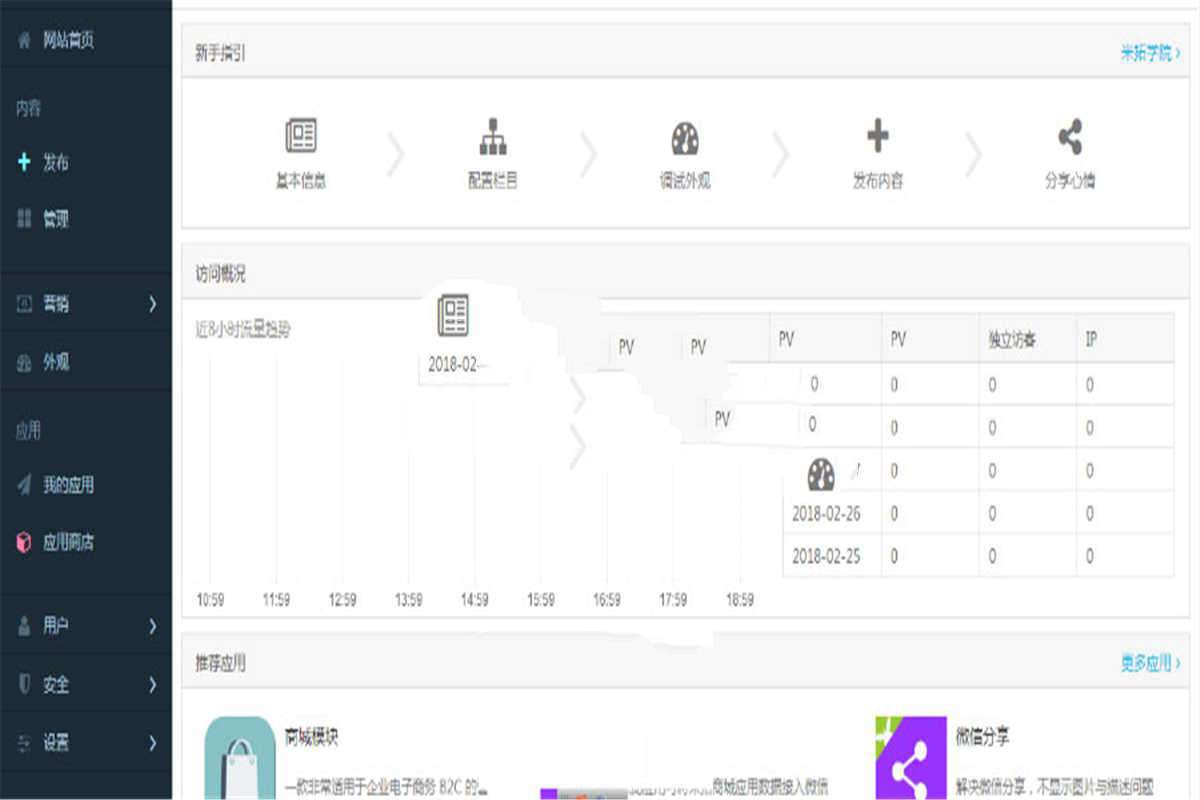 网站首页
内容
发布
管理
营销
外观
应用
我的应用
应用商店
用户
安全
设置
新手指引
米拓学院 ›
基本信息
配置栏目
调试外观
发布内容
分享心情
访问概况
近8小时流量趋势
2018-02-
10:59 11:59 12:59 13:59 14:59 15:59 16:59 17:59 18:59
PV PV PV PV 独立访客 IP
0 0 0 0
PV 0 0 0 0
0 0 0
2018-02-26 0 0 0
2018-02-25 0 0 0
推荐应用
更多应用 ›
商城模块
一款非常适用于企业电子商务 B2C 的
商城应用数据接入微信
微信分享
解决微信分享，不显示图片与描述问题